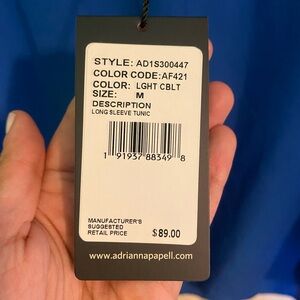 STYLE: AD1S300447
COLOR CODE: AF421
COLOR: LGHT CBLT
SIZE: M
DESCRIPTION
LONG SLEEVE TUNIC
1 91937 88349 8
MANUFACTURER'S
SUGGESTED
RETAIL PRICE $89.00
www.adriannapapell.com